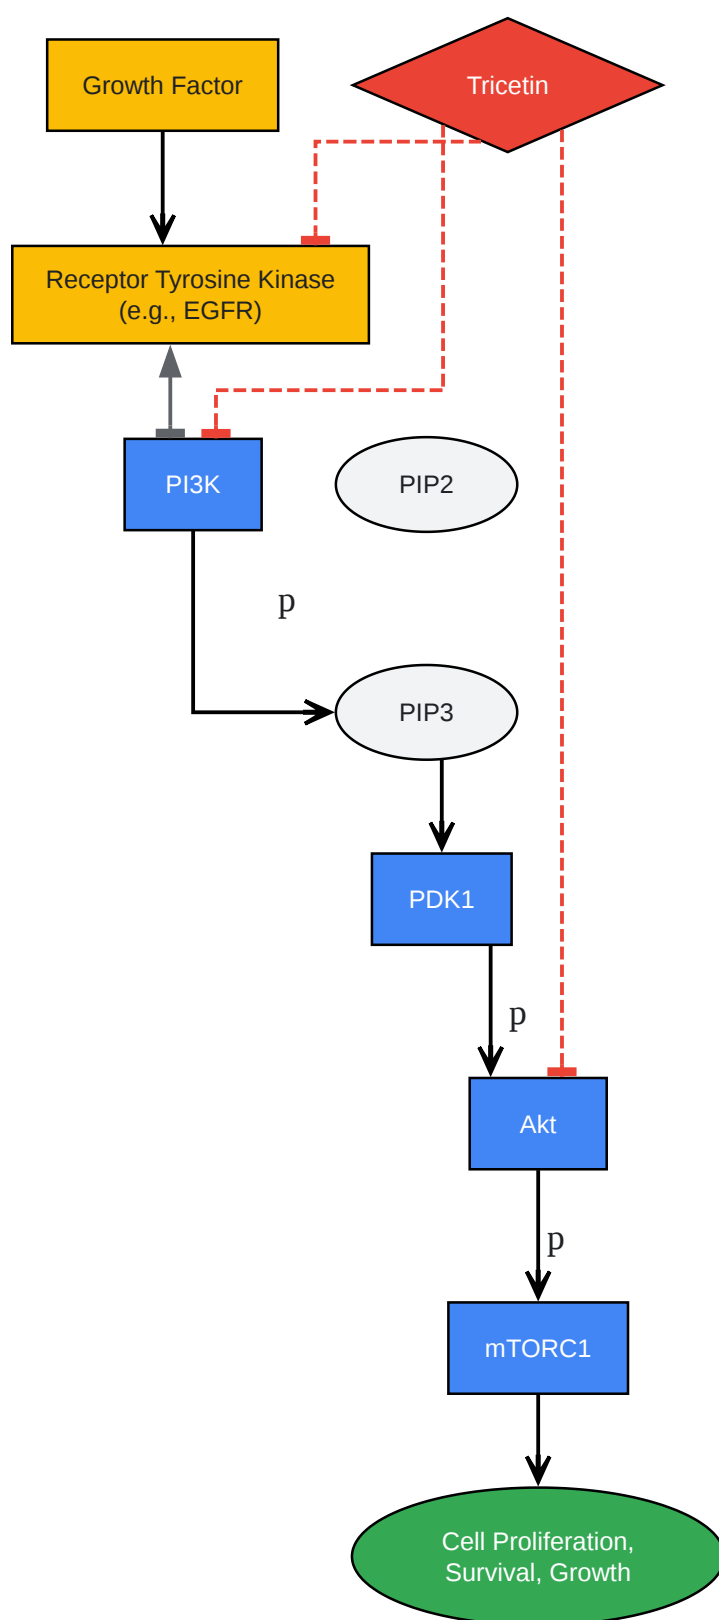 Growth Factor
Tricetin
Receptor Tyrosine Kinase
(e.g., EGFR)
PI3K
PIP2
p
PIP3
PDK1
p
Akt
p
mTORC1
Cell Proliferation,
Survival, Growth